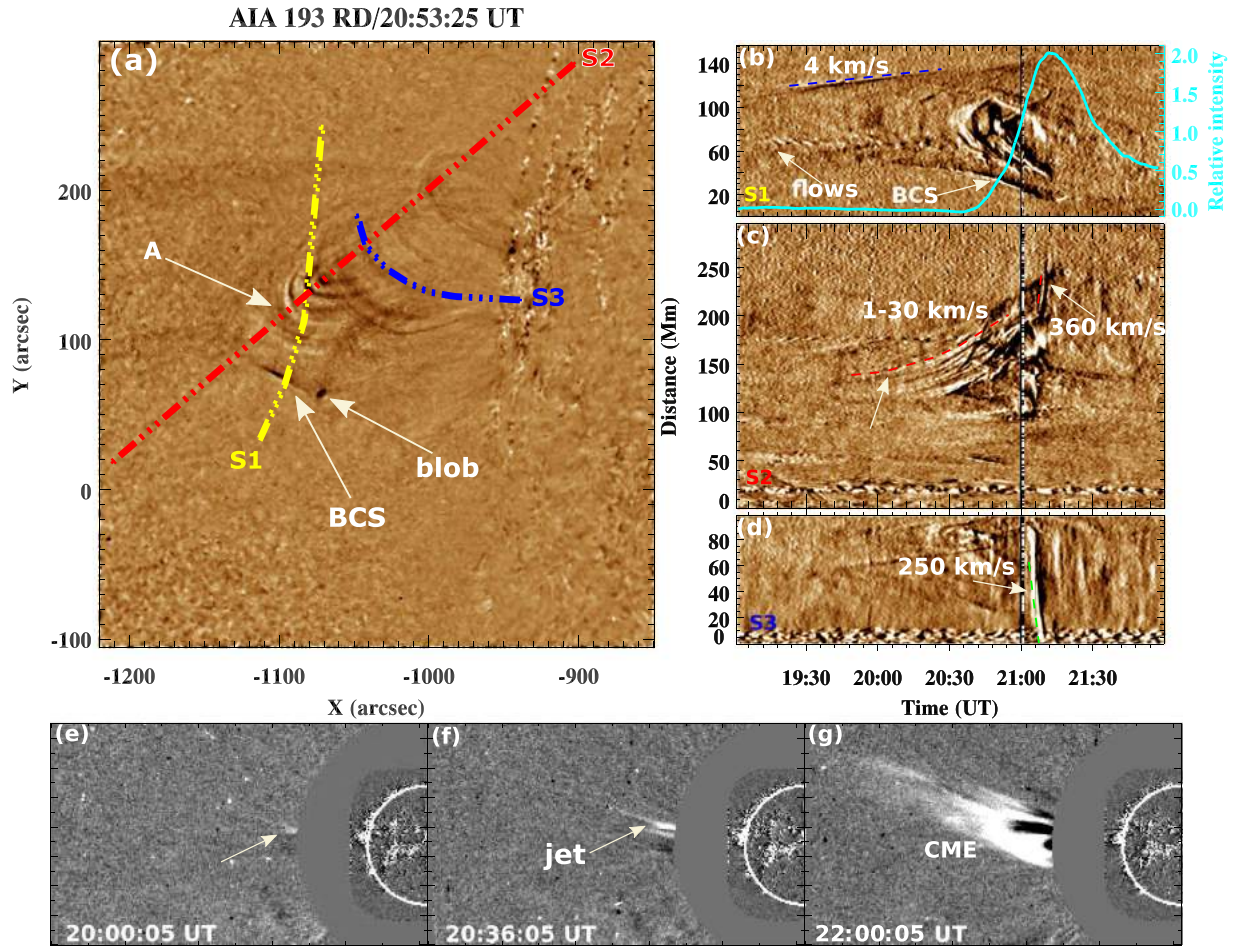 AIA 193 RD/20:53:25 UT
(a)
S2
A
S3
S1
blob
BCS
200
100
0
-100
Y (arcsec)
-1200
-1100
-1000
-900
X (arcsec)
(b)
4 km/s
flows
BCS
S1
140
100
60
20
2.0
1.5
1.0
0.5
0.0
Relative intensity
(c)
1-30 km/s
360 km/s
S2
250
200
150
100
50
0
Distance (Mm)
(d)
250 km/s
S3
80
60
40
20
0
19:30
20:00
20:30
21:00
21:30
Time (UT)
(e)
20:00:05 UT
(f)
jet
20:36:05 UT
(g)
CME
22:00:05 UT